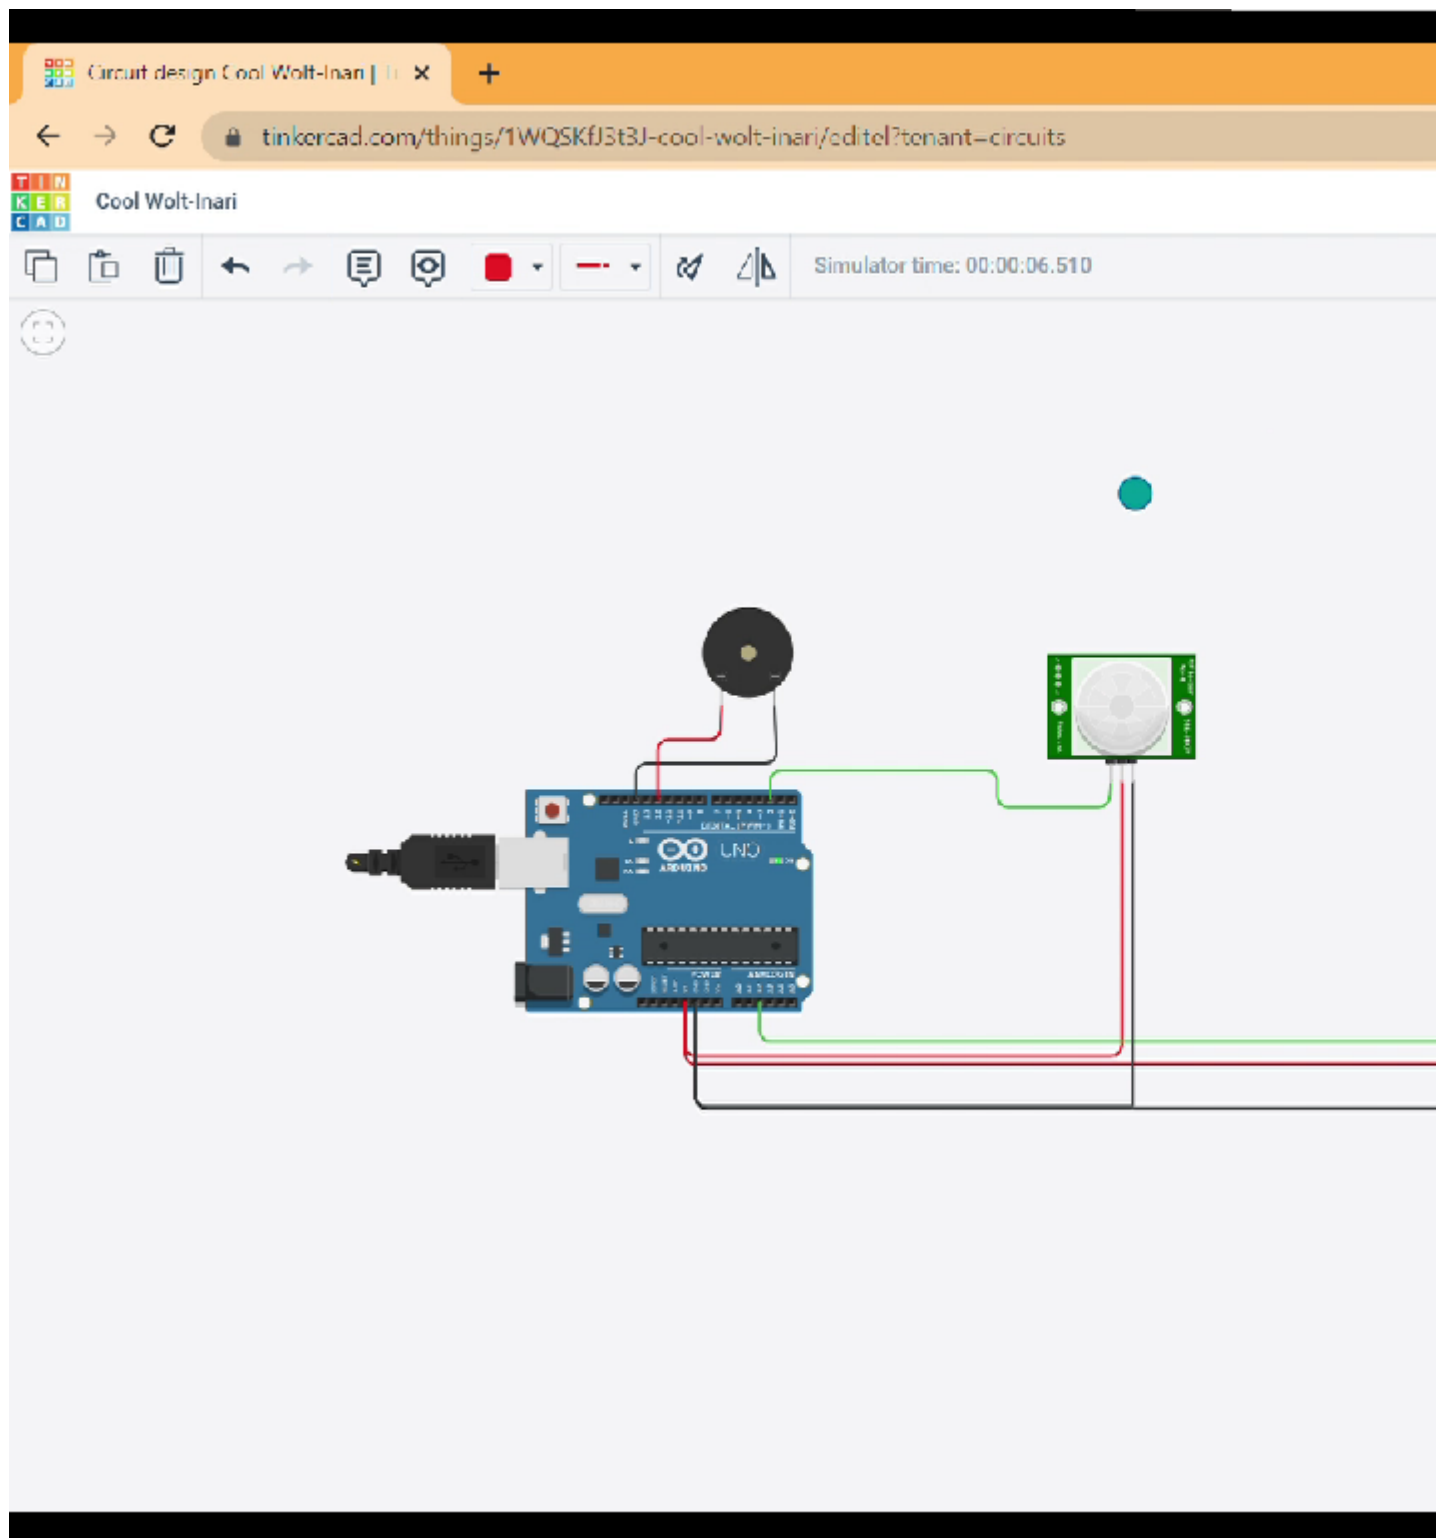 Circuit design Cool Wolt-Inari |
tinkercad.com/things/1WQSKfJ3t3J-cool-wolt-inari/editel?tenant=circuits
TIN
KER
CAD
Cool Wolt-Inari
Simulator time: 00:00:06.510
UNO
ARDUINO
POWER